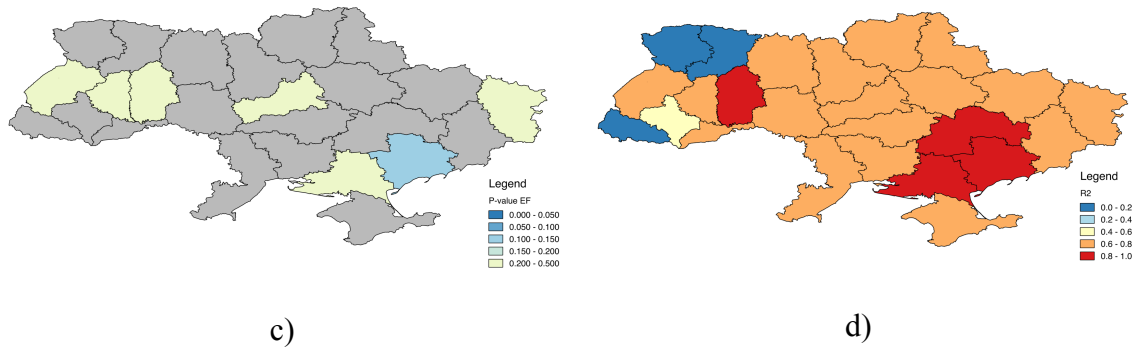 Legend
P-value EF
0.000 - 0.050
0.050 - 0.100
0.100 - 0.150
0.150 - 0.200
0.200 - 0.500
c)
Legend
R2
0.0 - 0.2
0.2 - 0.4
0.4 - 0.6
0.6 - 0.8
0.8 - 1.0
d)